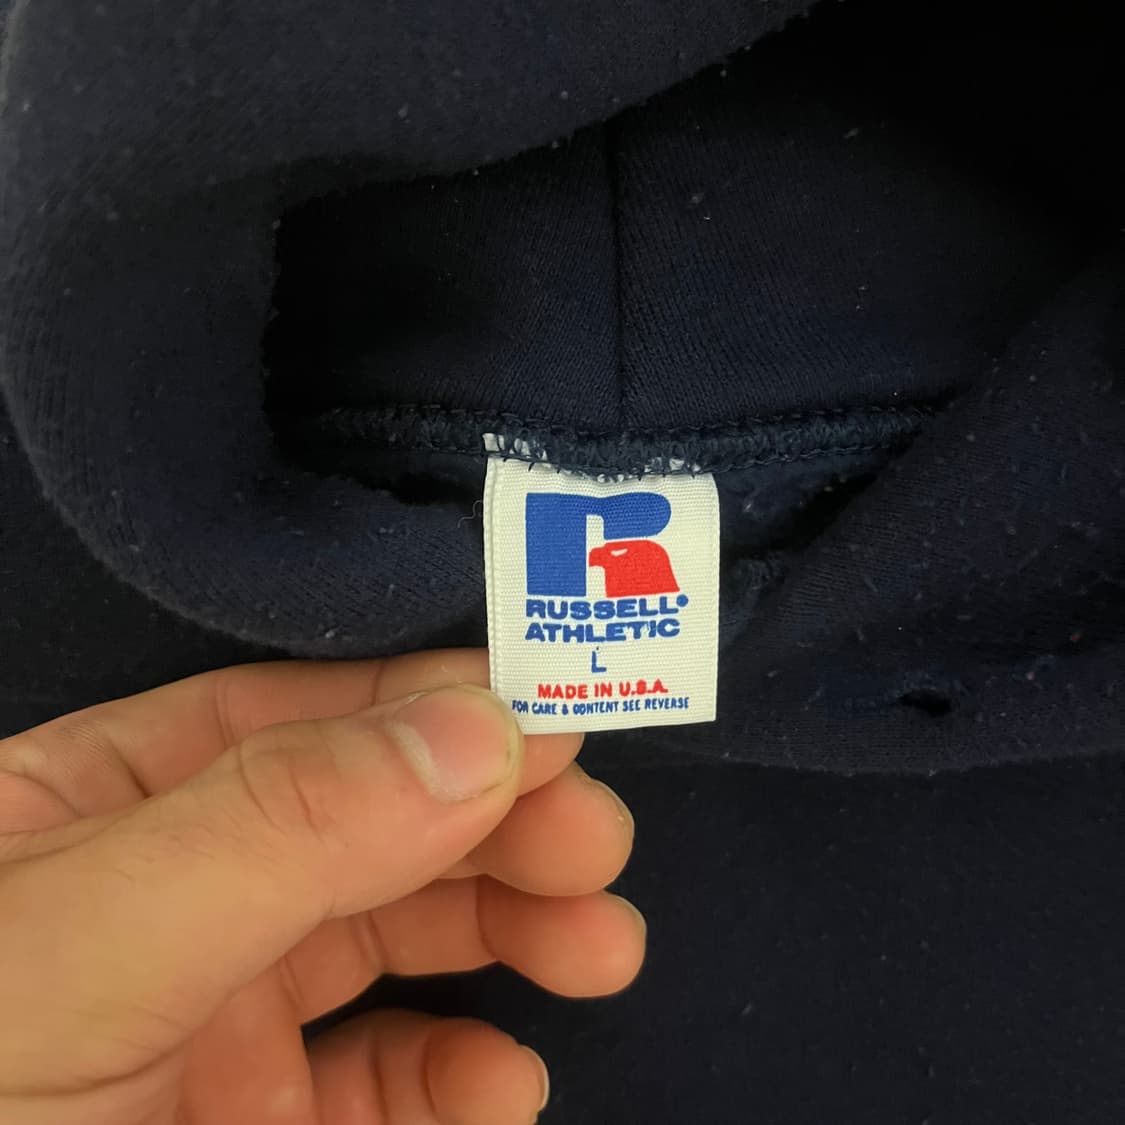 R
RUSSELL®
ATHLETIC
L
MADE IN U.S.A.
FOR CARE & CONTENT SEE REVERSE